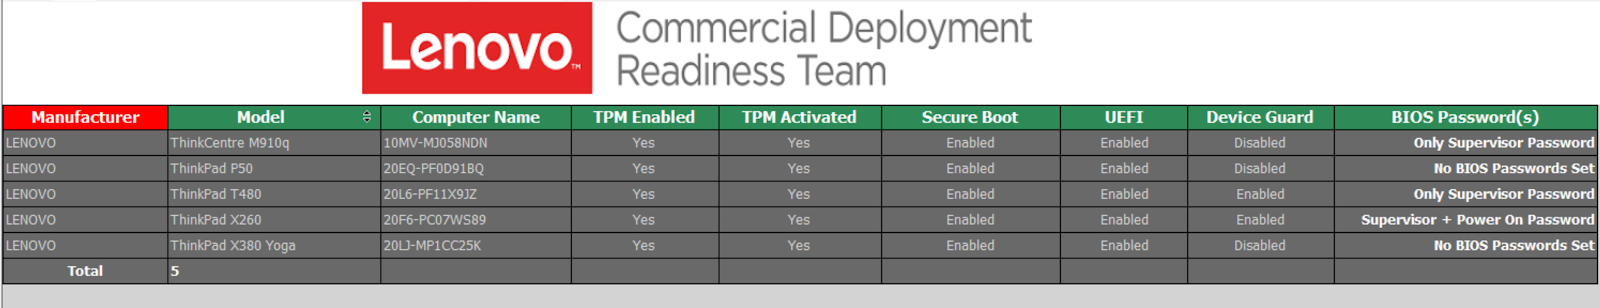 Lenovo™
Commercial Deployment
Readiness Team
Manufacturer Model Computer Name TPM Enabled TPM Activated Secure Boot UEFI Device Guard BIOS Password(s)
LENOVO ThinkCentre M910q 10MV-MJ058NDN Yes Yes Enabled Enabled Disabled Only Supervisor Password
LENOVO ThinkPad P50 20EQ-PF0D91BQ Yes Yes Enabled Enabled Disabled No BIOS Passwords Set
LENOVO ThinkPad T480 20L6-PF11X9JZ Yes Yes Enabled Enabled Enabled Only Supervisor Password
LENOVO ThinkPad X260 20F6-PC07WS89 Yes Yes Enabled Enabled Enabled Supervisor + Power On Password
LENOVO ThinkPad X380 Yoga 20LJ-MP1CC25K Yes Yes Enabled Enabled Disabled No BIOS Passwords Set
Total 5